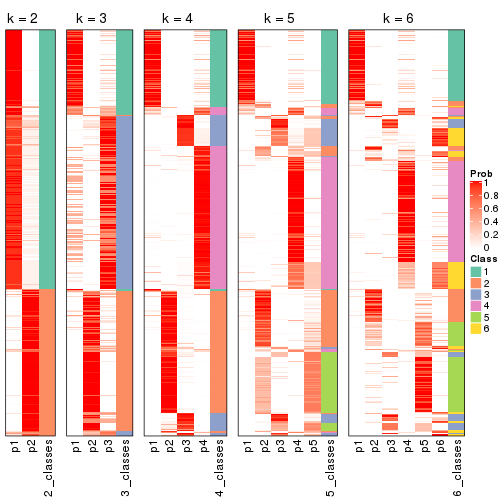 k = 2
k = 3
k = 4
k = 5
k = 6
Prob
1
0.8
0.6
0.4
0.2
0
Class
1
2
3
4
5
6
p1
p2
2_classes
p1
p2
p3
3_classes
p1
p2
p3
p4
4_classes
p1
p2
p3
p4
p5
5_classes
p1
p2
p3
p4
p5
p6
6_classes